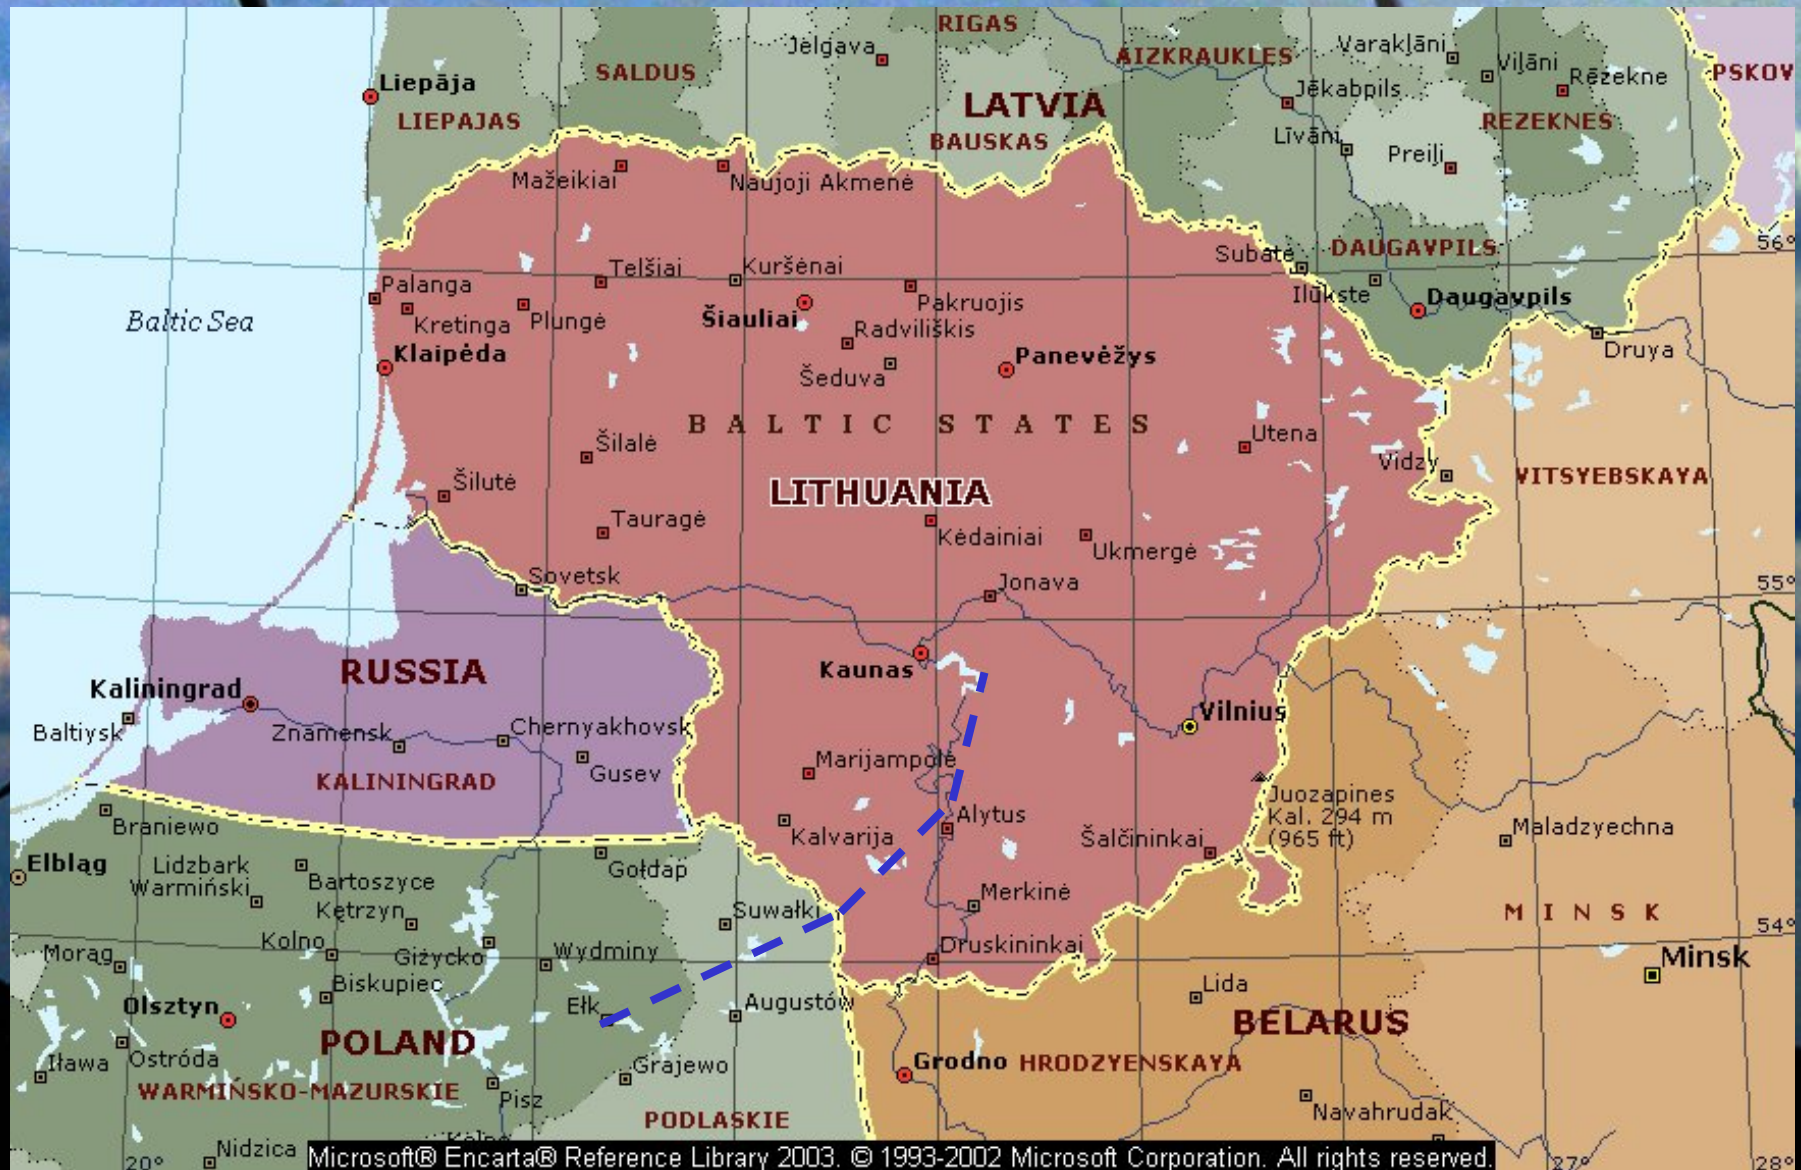 RIGAS
Jelgava
SALDUS
AIZKRAUKLES
Varakļāni
Viļāni
Rēzekne
PSKOV
Liepāja
LIEPAJAS
LATVIA
BAUSKAS
Jēkabpils
REZEKNES
Līvāni
Preiļi
Mažeikiai
Naujoji Akmenė
Subate
DAUGAVPILS
56°
Telšiai
Kuršėnai
Palanga
Kretinga
Plungė
Šiauliai
Pakruojis
Radviliškis
Ilūkste
Daugavpils
Baltic Sea
Klaipėda
Šeduva
Panevėžys
Druya
BALTIC STATES
Šilalė
Utena
Vidzy
VITSYEBSKAYA
Šilutė
LITHUANIA
Tauragė
Kėdainiai
Ukmergė
Sovetsk
Jonava
55°
RUSSIA
Kaunas
Kaliningrad
Baltiysk
Znamensk
Chernyakhovsk
Gusev
KALININGRAD
Vilnius
Marijampolė
Juozapines
Kal. 294 m
(965 ft)
Braniewo
Kalvarija
Alytus
Šalčininkai
Maladzyechna
Elbląg
Lidzbark
Warmiński
Bartoszyce
Gołdap
Kętrzyn
Suwałki
Merkinė
MINSK
54°
Morąg
Kolno
Giżycko
Wydminy
Druskininkai
Minsk
Biskupiec
Olsztyn
Ełk
Augustów
Lida
POLAND
BELARUS
Iława
Ostróda
Grajewo
Grodno
HRODZYENSKAYA
WARMIŃSKO-MAZURSKIE
Pisz
PODLASKIE
Navahrudak
Nidzica
20°
27°
28°
Microsoft® Encarta® Reference Library 2003. © 1993-2002 Microsoft Corporation. All rights reserved.